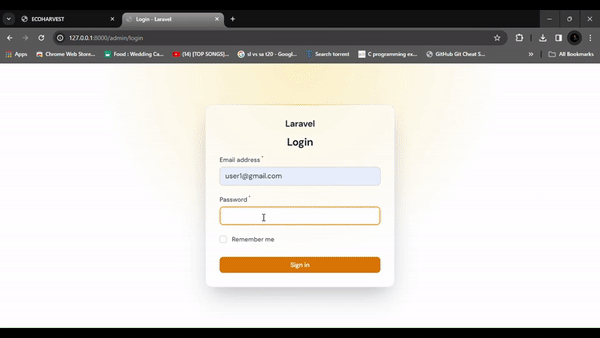 ECOHARVEST
Login - Laravel
127.0.0.1:8000/admin/login
Apps
Chrome Web Store...
Food : Wedding Ca...
(14) [TOP SONGS]...
sl vs sa t20 - Googl...
Search torrent
C programming ex...
GitHub Git Cheat S...
»
All Bookmarks
Laravel
Login
Email address*
user1@gmail.com
Password*
Remember me
Sign in